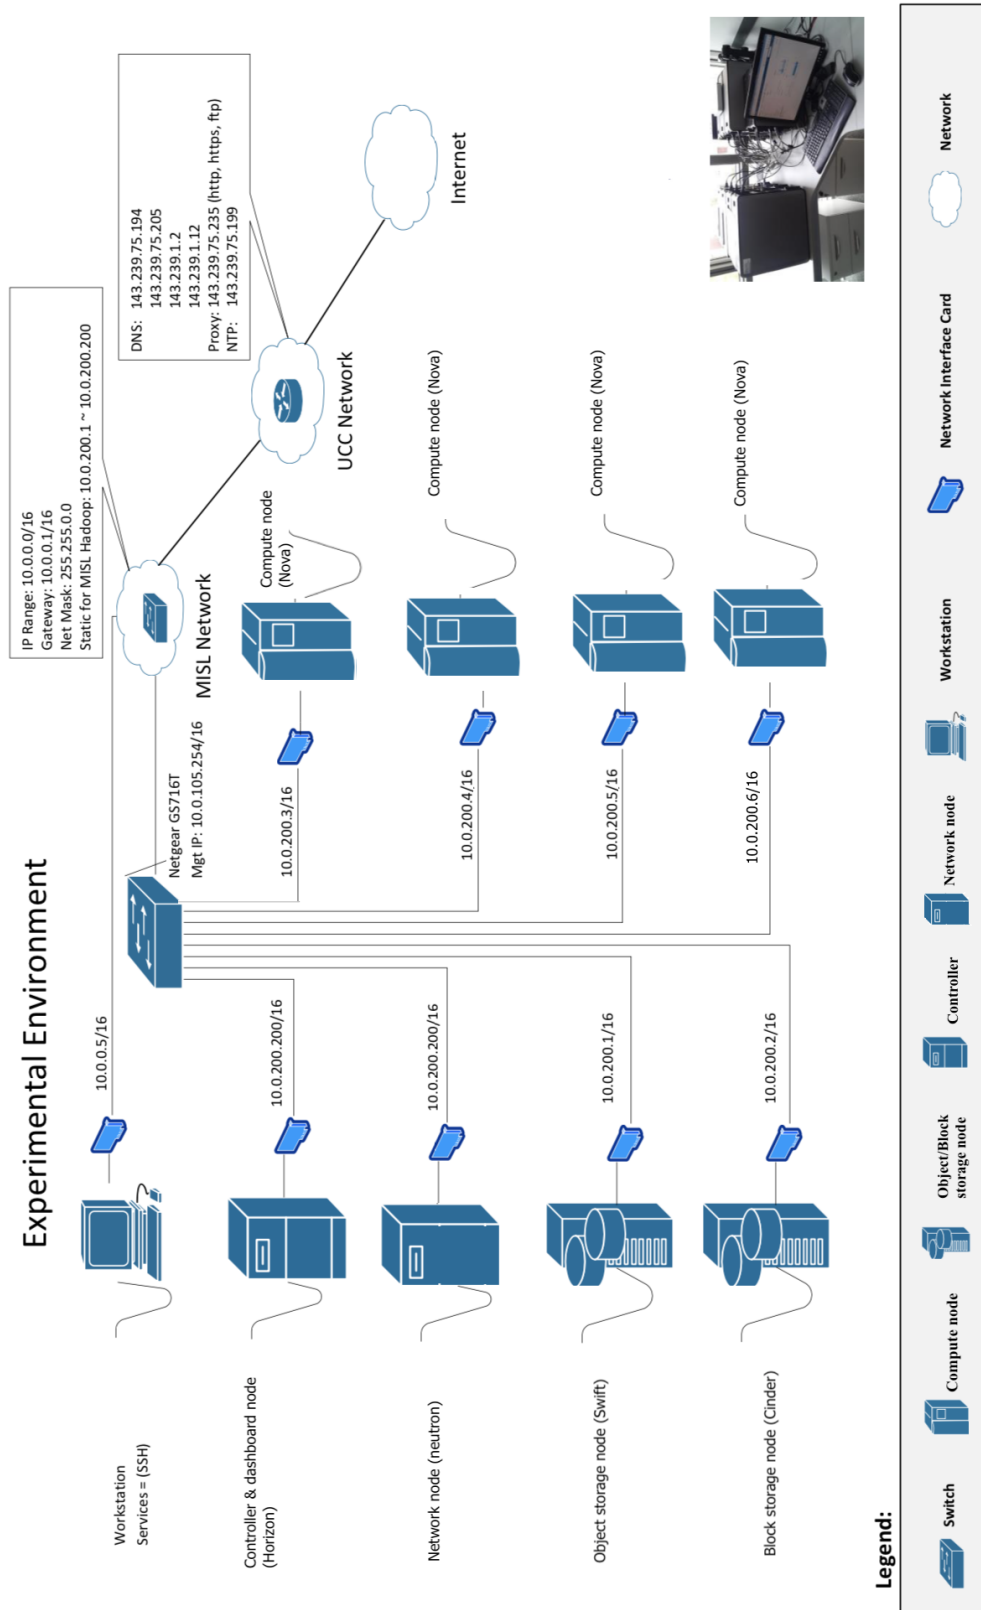 Experimental Environment
IP Range: 10.0.0.0/16
Gateway: 10.0.0.1/16
Net Mask: 255.255.0.0
Static for MISL Hadoop: 10.0.200.1 ~ 10.0.200.200
DNS: 143.239.75.194
143.239.75.205
143.239.1.2
143.239.1.12
Proxy: 143.239.75.235 (http, https, ftp)
NTP: 143.239.75.199
Workstation
Services = (SSH)
10.0.0.5/16
Netgear GS716T
Mgt IP: 10.0.105.254/16
MISL Network
UCC Network
Internet
Controller & dashboard node
(Horizon)
10.0.200.200/16
10.0.200.3/16
Compute node
(Nova)
Network node (neutron)
10.0.200.200/16
10.0.200.4/16
Compute node (Nova)
Object storage node (Swift)
10.0.200.1/16
10.0.200.5/16
Compute node (Nova)
Block storage node (Cinder)
10.0.200.2/16
10.0.200.6/16
Compute node (Nova)
Legend:
Switch
Compute node
Object/Block
storage node
Controller
Network node
Workstation
Network Interface Card
Network